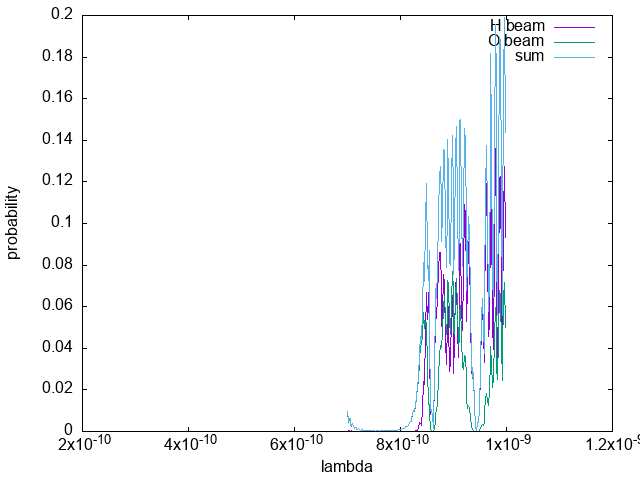 0.2
0.18
0.16
0.14
0.12
0.1
0.08
0.06
0.04
0.02
0
2x10-10
4x10-10
6x10-10
8x10-10
1x10-9
1.2x10-9
probability
lambda
H beam
O beam
sum